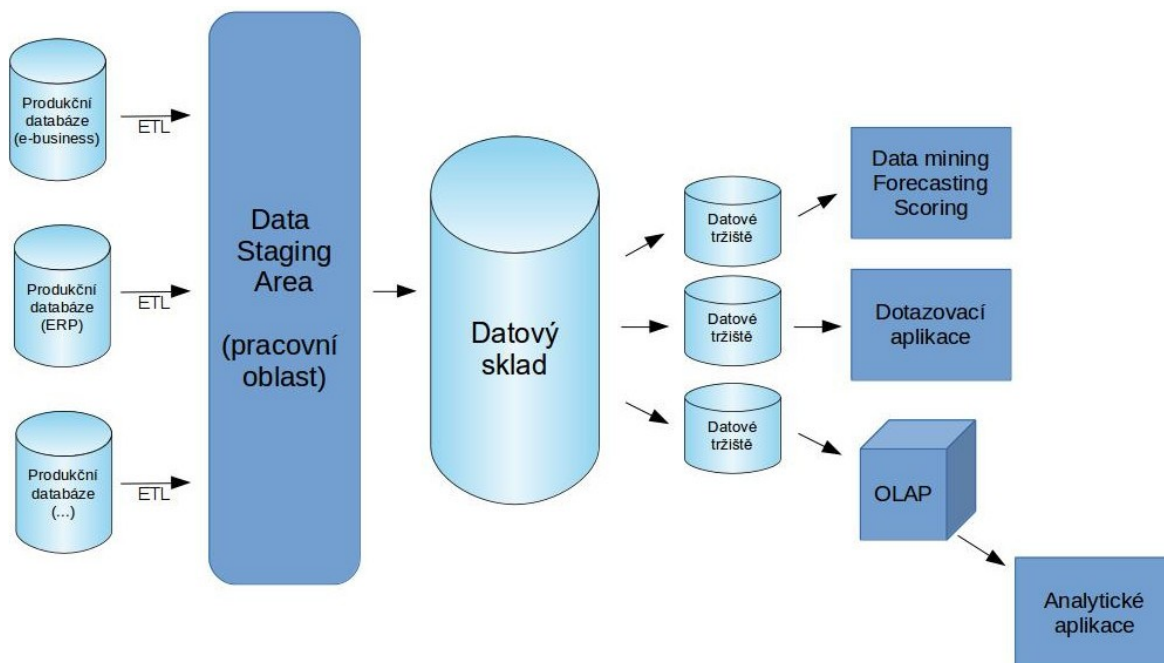 Produkční
databáze
(e-business)
ETL
Produkční
databáze
(ERP)
ETL
Produkční
databáze
(...)
ETL
Data
Staging
Area
(pracovní
oblast)
Datový
sklad
Datové
tržiště
Datové
tržiště
Datové
tržiště
Data mining
Forecasting
Scoring
Dotazovací
aplikace
OLAP
Analytické
aplikace